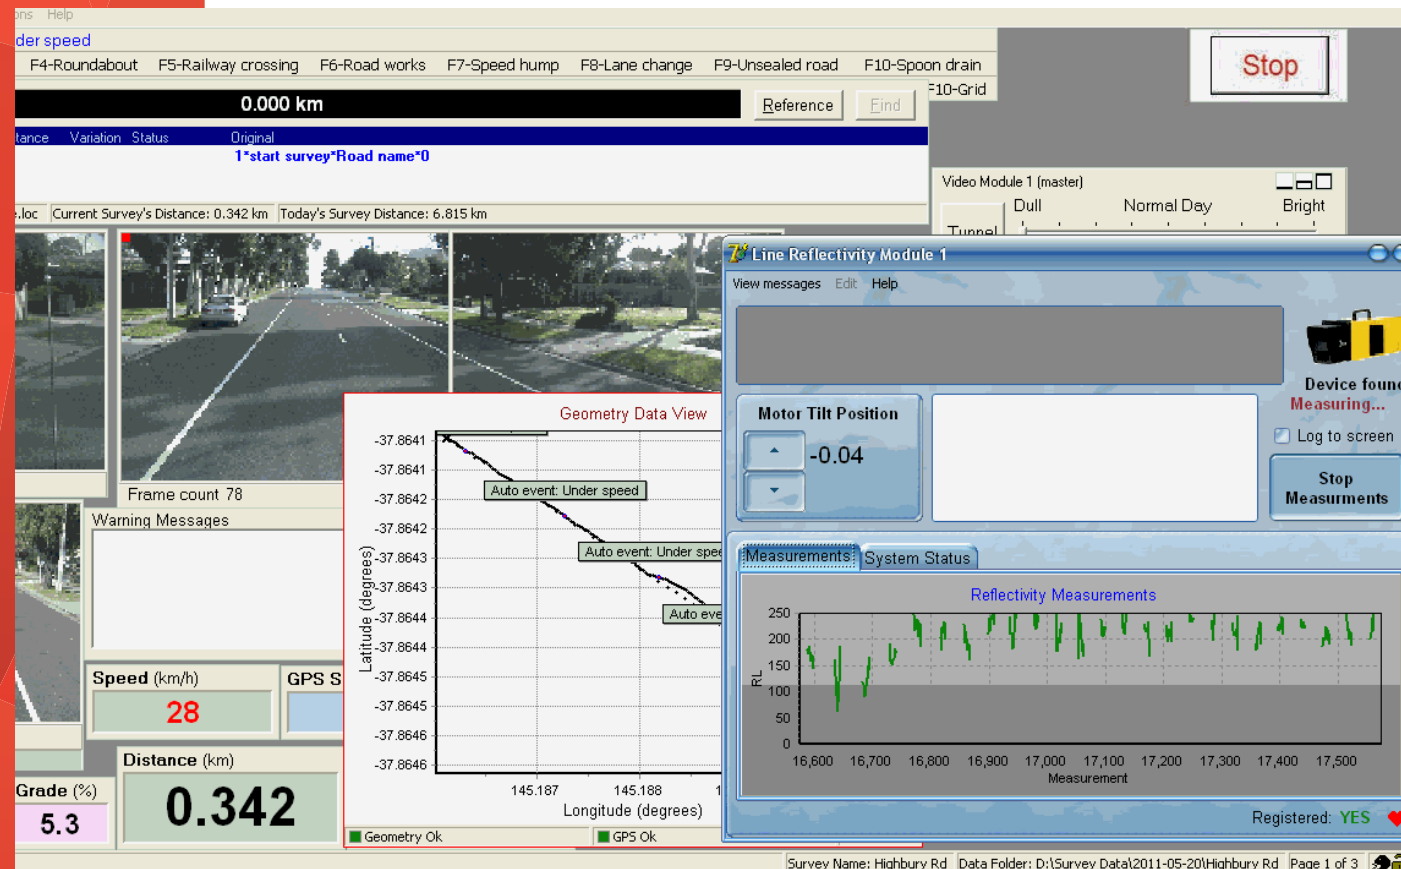 ons Help
der speed
F4-Roundabout F5-Railway crossing F6-Road works F7-Speed hump F8-Lane change F9-Unsealed road F10-Spoon drain
F10-Grid
Stop
0.000 km
Reference Find
tance Variation Status Original
1*start survey*Road name*0
e.loc Current Survey's Distance: 0.342 km Today's Survey Distance: 6.815 km
Video Module 1 (master)
Dull Normal Day Bright
Tunnel
Line Reflectivity Module 1
View messages Edit Help
Device found
Measuring...
Log to screen
Stop
Measurments
Motor Tilt Position
-0.04
Frame count 78
Warning Messages
Geometry Data View
-37.8641
-37.8641
-37.8642
-37.8642
-37.8643
-37.8643
-37.8644
-37.8644
-37.8645
-37.8645
-37.8646
-37.8646
Latitude (degrees)
Auto event: Under speed
Auto event: Under spee
Auto eve
145.187 145.188 1
Longitude (degrees)
Geometry Ok GPS Ok
Measurements System Status
Reflectivity Measurements
250
200
150
100
50
0
RL
16,600 16,700 16,800 16,900 17,000 17,100 17,200 17,300 17,400 17,500
Measurement
Registered: YES
Speed (km/h)
28
GPS S
Distance (km)
0.342
Grade (%)
5.3
Survey Name: Highbury Rd Data Folder: D:\Survey Data\2011-05-20\Highbury Rd Page 1 of 3